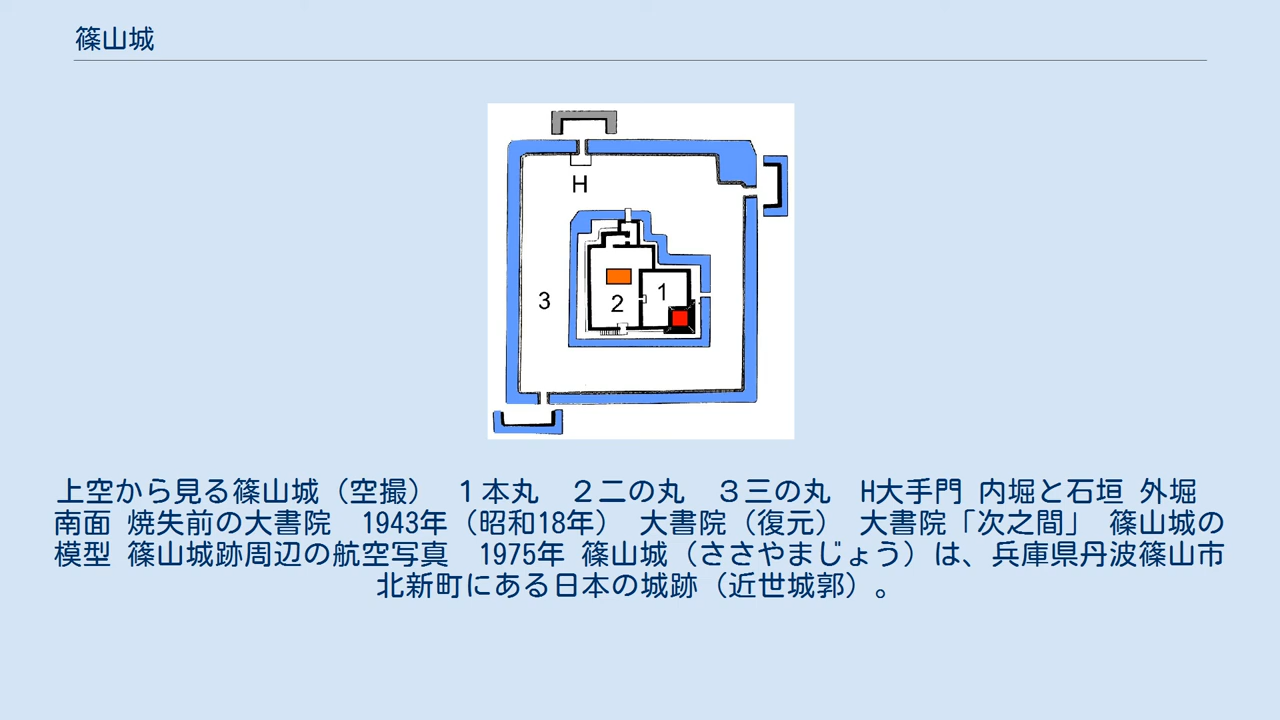 篠山城
H
3
2
1
上空から見る篠山城（空撮）　１本丸　２二の丸　３三の丸　H大手門 内堀と石垣 外堀
南面 焼失前の大書院　1943年（昭和18年）　大書院（復元）　大書院「次之間」 篠山城の
模型 篠山城跡周辺の航空写真　1975年 篠山城（ささやまじょう）は、兵庫県丹波篠山市
北新町にある日本の城跡（近世城郭）。